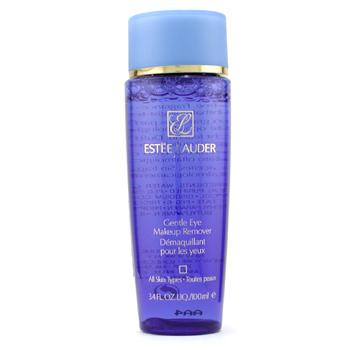 EL
ESTĒE LAUDER
Gentle Eye
Makeup Remover
Démaquillant
pour les yeux
All Skin Types • Toutes peaux
3.4 FL.OZ.LIQ./100ml ℮